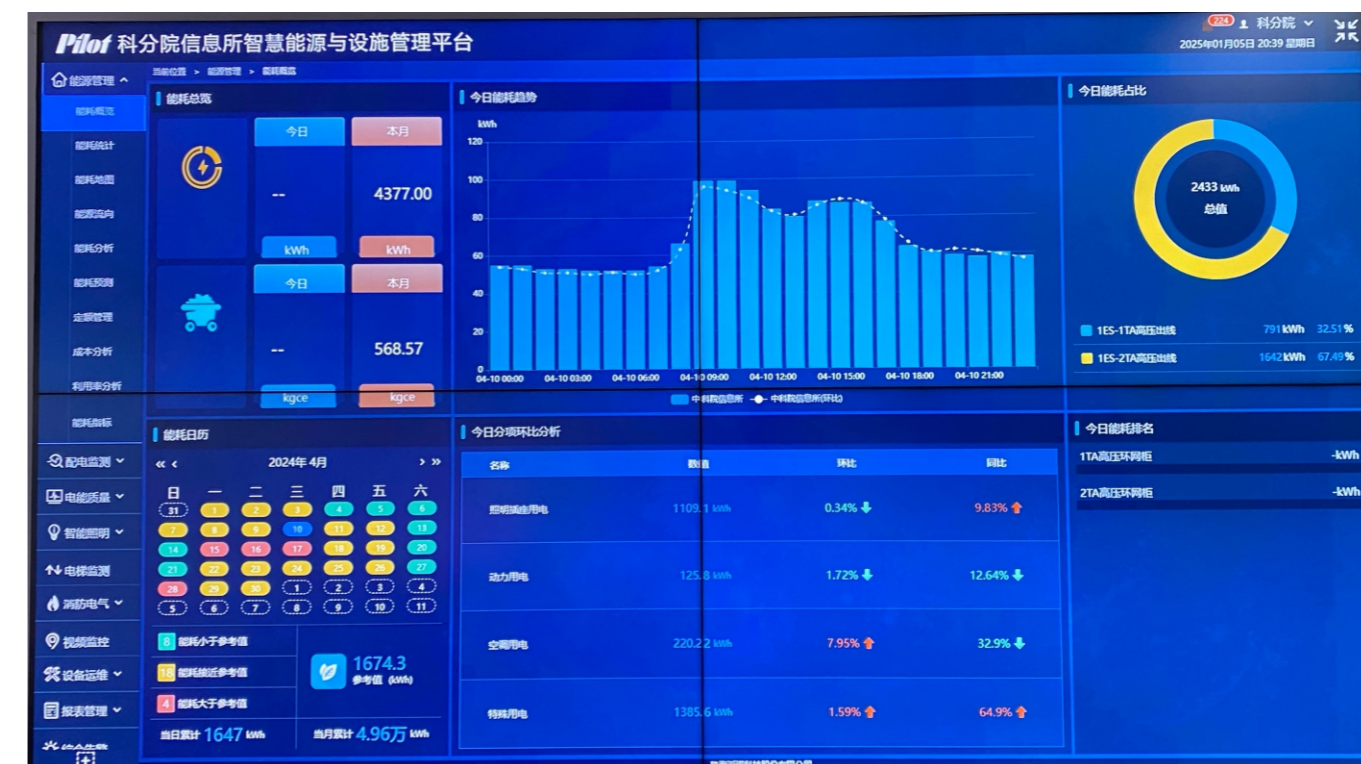 Pilot 科分院信息所智慧能源与设施管理平台
224 科分院
2025年01月05日 20:39 星期日
能源管理
能耗概览
能耗统计
能耗地图
能源流向
能耗分析
能耗预测
定额管理
成本分析
利用率分析
能耗指标
配电监测
电能质量
智能照明
电梯监测
消防电气
视频监控
设备运维
报表管理
当前位置 > 能源管理 > 能耗概览
能耗总览
今日 本月
-- 4377.00
kWh kWh
今日 本月
-- 568.57
kgce kgce
今日能耗趋势
kWh
120
100
80
60
40
20
0
04-10 00:00 04-10 03:00 04-10 06:00 04-10 09:00 04-10 12:00 04-10 15:00 04-10 18:00 04-10 21:00
中科院信息所 中科院信息所(环比)
今日能耗占比
2433 kWh
总值
1ES-1TA高压出线 791 kWh 32.51%
1ES-2TA高压出线 1642 kWh 67.49%
能耗日历
« ‹ 2024年 4月 › »
日 一 二 三 四 五 六
31 1 2 3 4 5 6
7 8 9 10 11 12 13
14 15 16 17 18 19 20
21 22 23 24 25 26 27
28 29 30 1 2 3 4
5 6 7 8 9 10 11
8 能耗小于参考值
18 能耗接近参考值
4 能耗大于参考值
1674.3
参考值 (kWh)
当日累计 1647 kWh 当月累计 4.96万 kWh
今日分项环比分析
名称 数值 环比 同比
照明插座用电 1109.1 kWh 0.34% 9.83%
动力用电 125.8 kWh 1.72% 12.64%
空调用电 220.22 kWh 7.95% 32.9%
特殊用电 1385.6 kWh 1.59% 64.9%
今日能耗排名
1TA高压环网柜 -kWh
2TA高压环网柜 -kWh